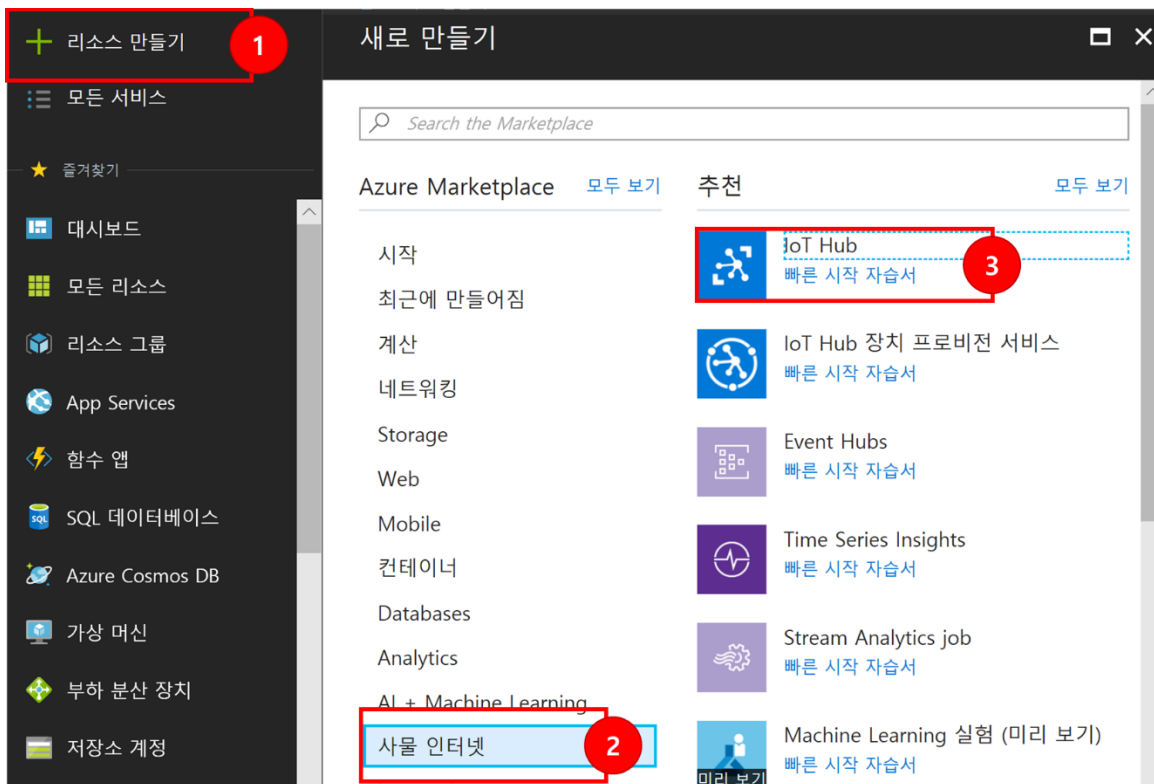 리소스 만들기
1
모든 서비스
즐겨찾기
대시보드
모든 리소스
리소스 그룹
App Services
함수 앱
SQL 데이터베이스
Azure Cosmos DB
가상 머신
부하 분산 장치
저장소 계정
새로 만들기
Search the Marketplace
Azure Marketplace 모두 보기
시작
최근에 만들어짐
계산
네트워킹
Storage
Web
Mobile
컨테이너
Databases
Analytics
AI + Machine Learning
사물 인터넷
2
추천 모두 보기
IoT Hub
빠른 시작 자습서
3
IoT Hub 장치 프로비전 서비스
빠른 시작 자습서
Event Hubs
빠른 시작 자습서
Time Series Insights
빠른 시작 자습서
Stream Analytics job
빠른 시작 자습서
Machine Learning 실험 (미리 보기)
빠른 시작 자습서
미리 보기